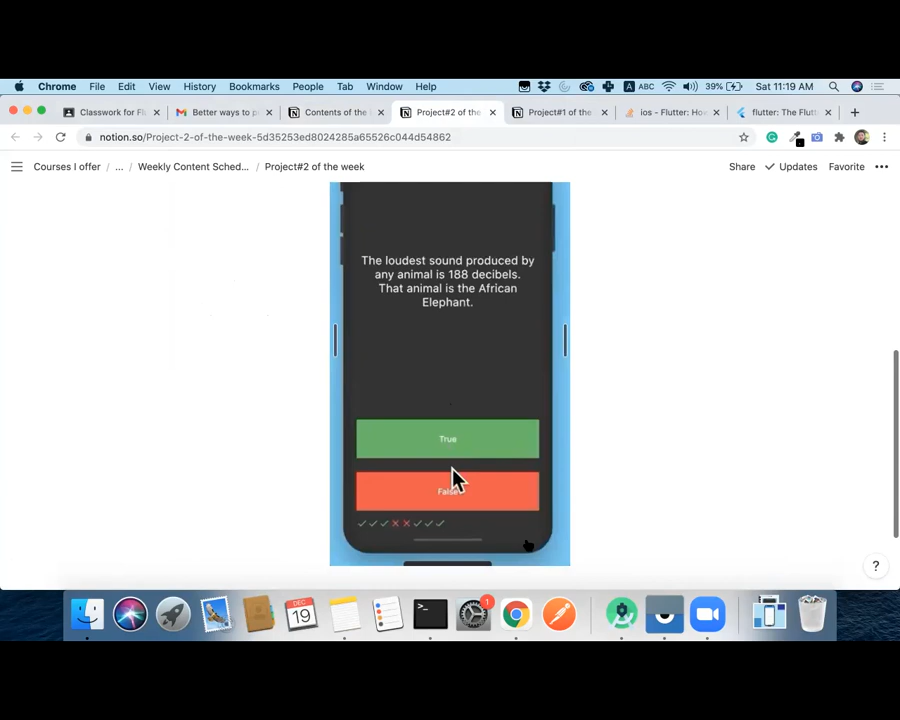 Chrome File Edit View History Bookmarks People Tab Window Help A ABC 39% Sat 11:19 AM
Classwork for Fl Better ways to p Contents of the Project#2 of the Project#1 of the ios - Flutter: Ho flutter: The Flutt
notion.so/Project-2-of-the-week-5d35253ed8024285a65526c044d54862
Courses I offer / ... / Weekly Content Sched... / Project#2 of the week Share Updates Favorite
The loudest sound produced by
any animal is 188 decibels.
That animal is the African
Elephant.
True
False
?
DEC
19
1
>_